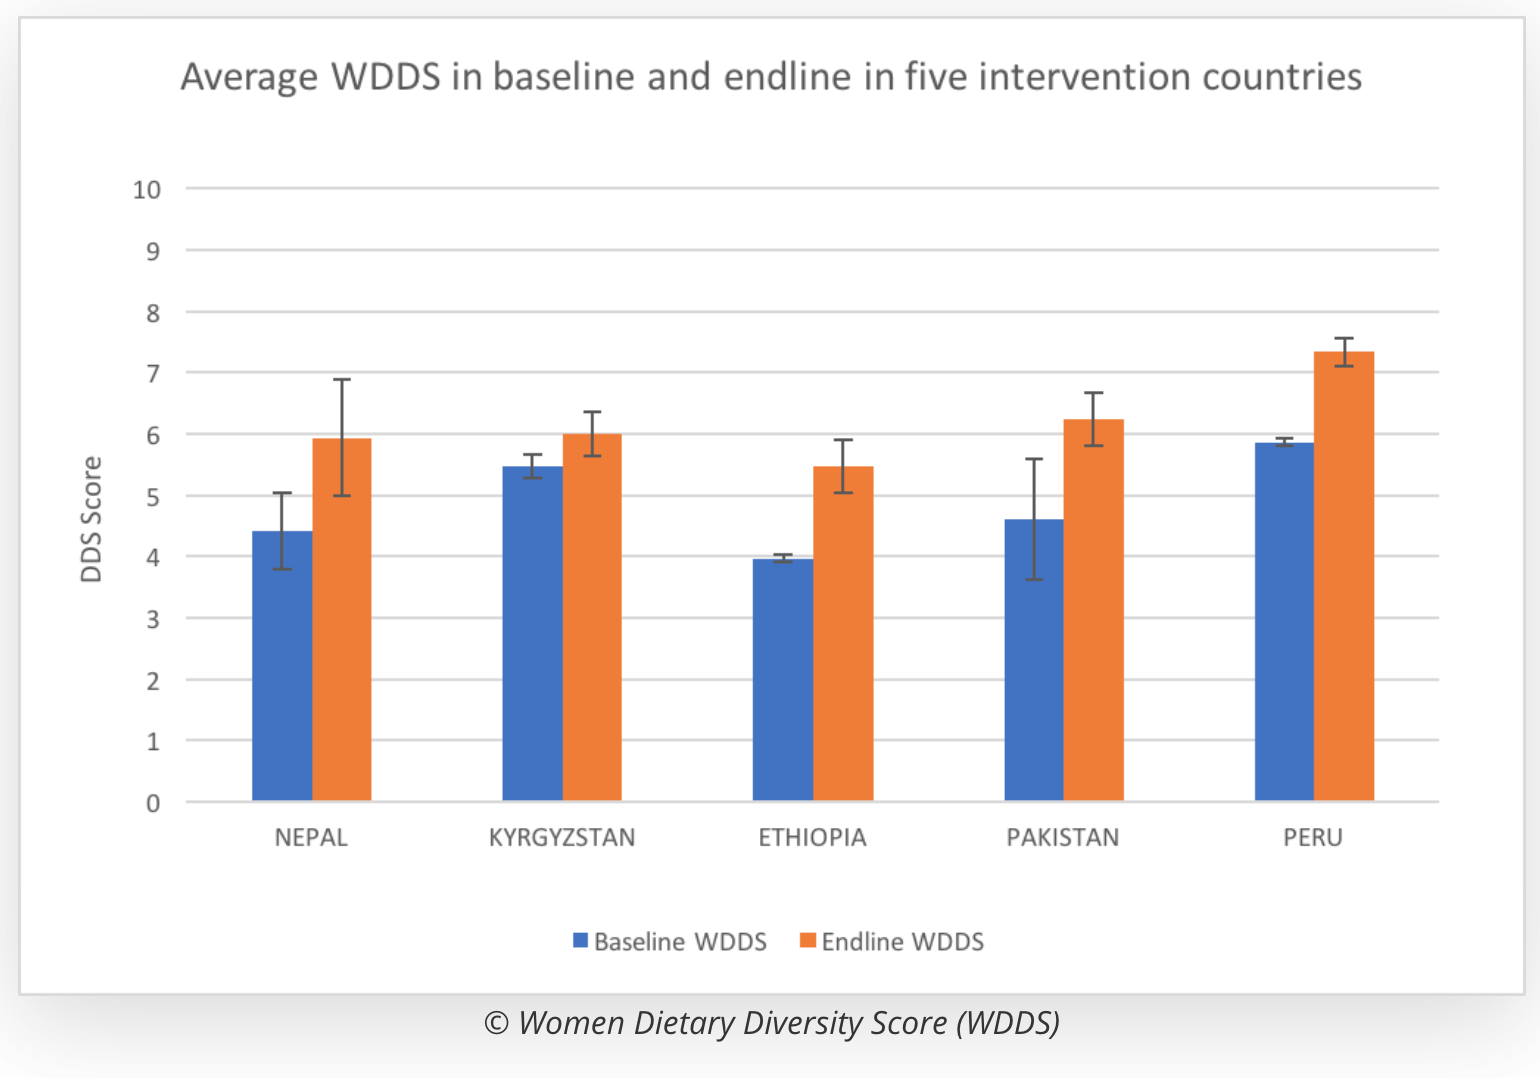 Average WDDS in baseline and endline in five intervention countries
10
9
8
7
6
5
4
3
2
1
0
DDS Score
NEPAL KYRGYZSTAN ETHIOPIA PAKISTAN PERU
Baseline WDDS Endline WDDS
© Women Dietary Diversity Score (WDDS)